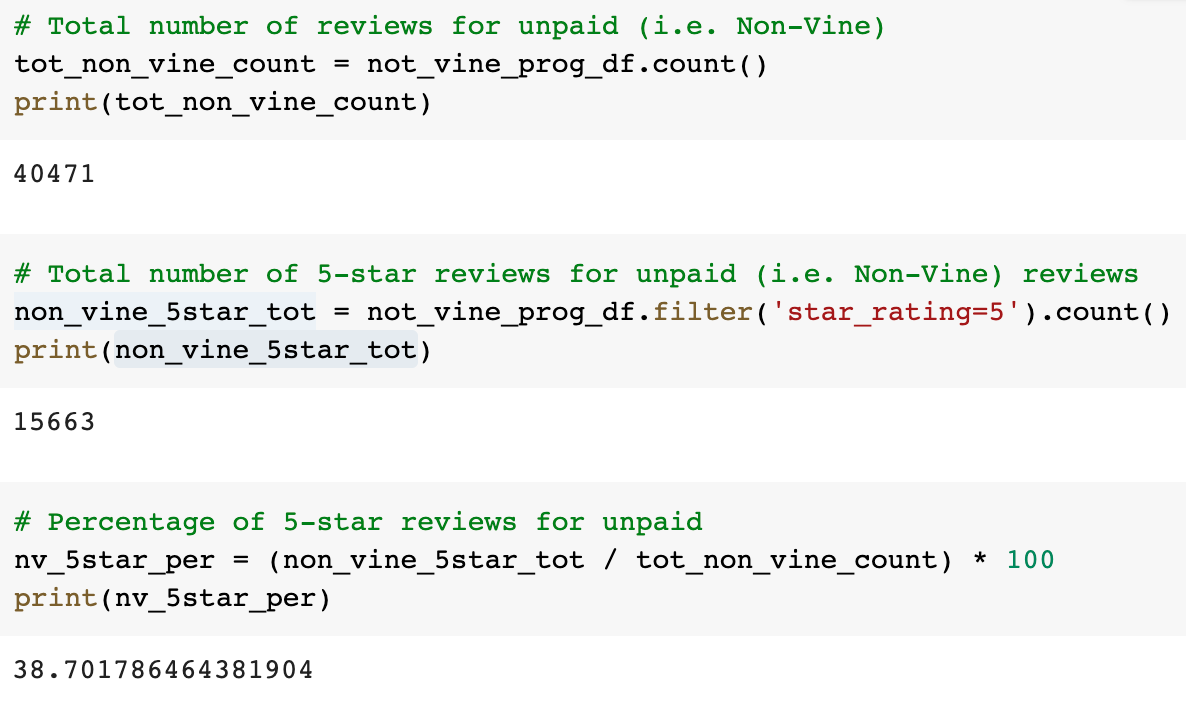 # Total number of reviews for unpaid (i.e. Non-Vine)
tot_non_vine_count = not_vine_prog_df.count()
print(tot_non_vine_count)
40471
# Total number of 5-star reviews for unpaid (i.e. Non-Vine) reviews
non_vine_5star_tot = not_vine_prog_df.filter('star_rating=5').count()
print(non_vine_5star_tot)
15663
# Percentage of 5-star reviews for unpaid
nv_5star_per = (non_vine_5star_tot / tot_non_vine_count) * 100
print(nv_5star_per)
38.701786464381904